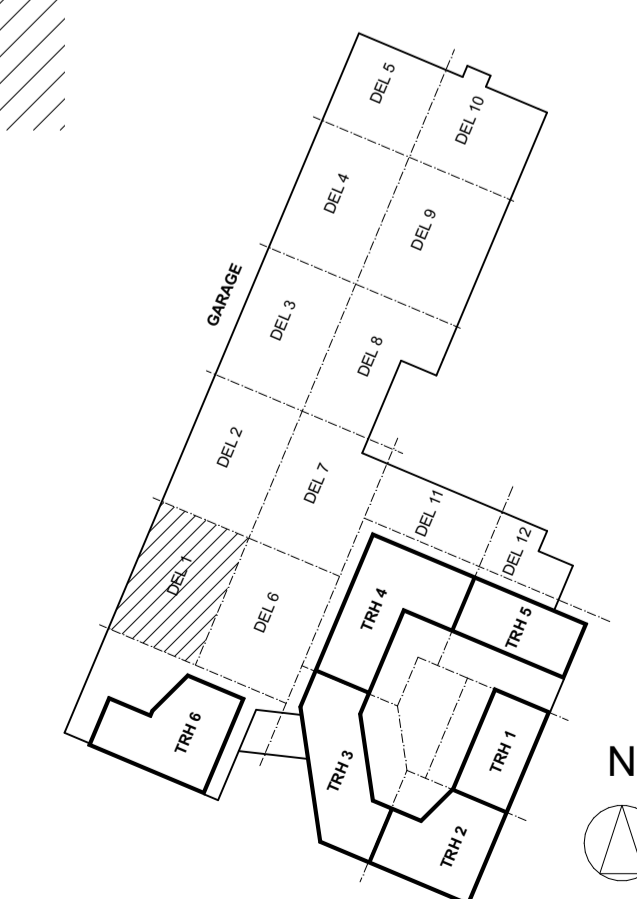 DEL 5
DEL 10
DEL 4
DEL 9
GARAGE
DEL 3
DEL 8
DEL 2
DEL 7
DEL 11
DEL 12
DEL 1
DEL 6
TRH 4
TRH 5
TRH 6
TRH 3
TRH 1
TRH 2
N